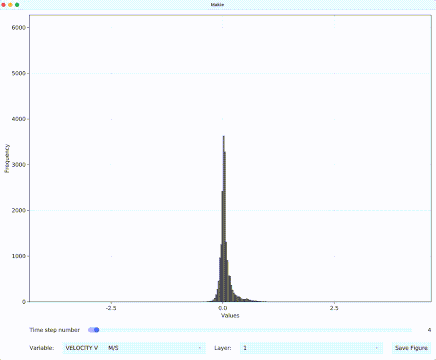 Makie
6000
5000
4000
3000
2000
1000
0
Frequency
-2.5 0.0 2.5
Values
Time step number 4
Variable: VELOCITY V M/S Layer: 1 Save Figure